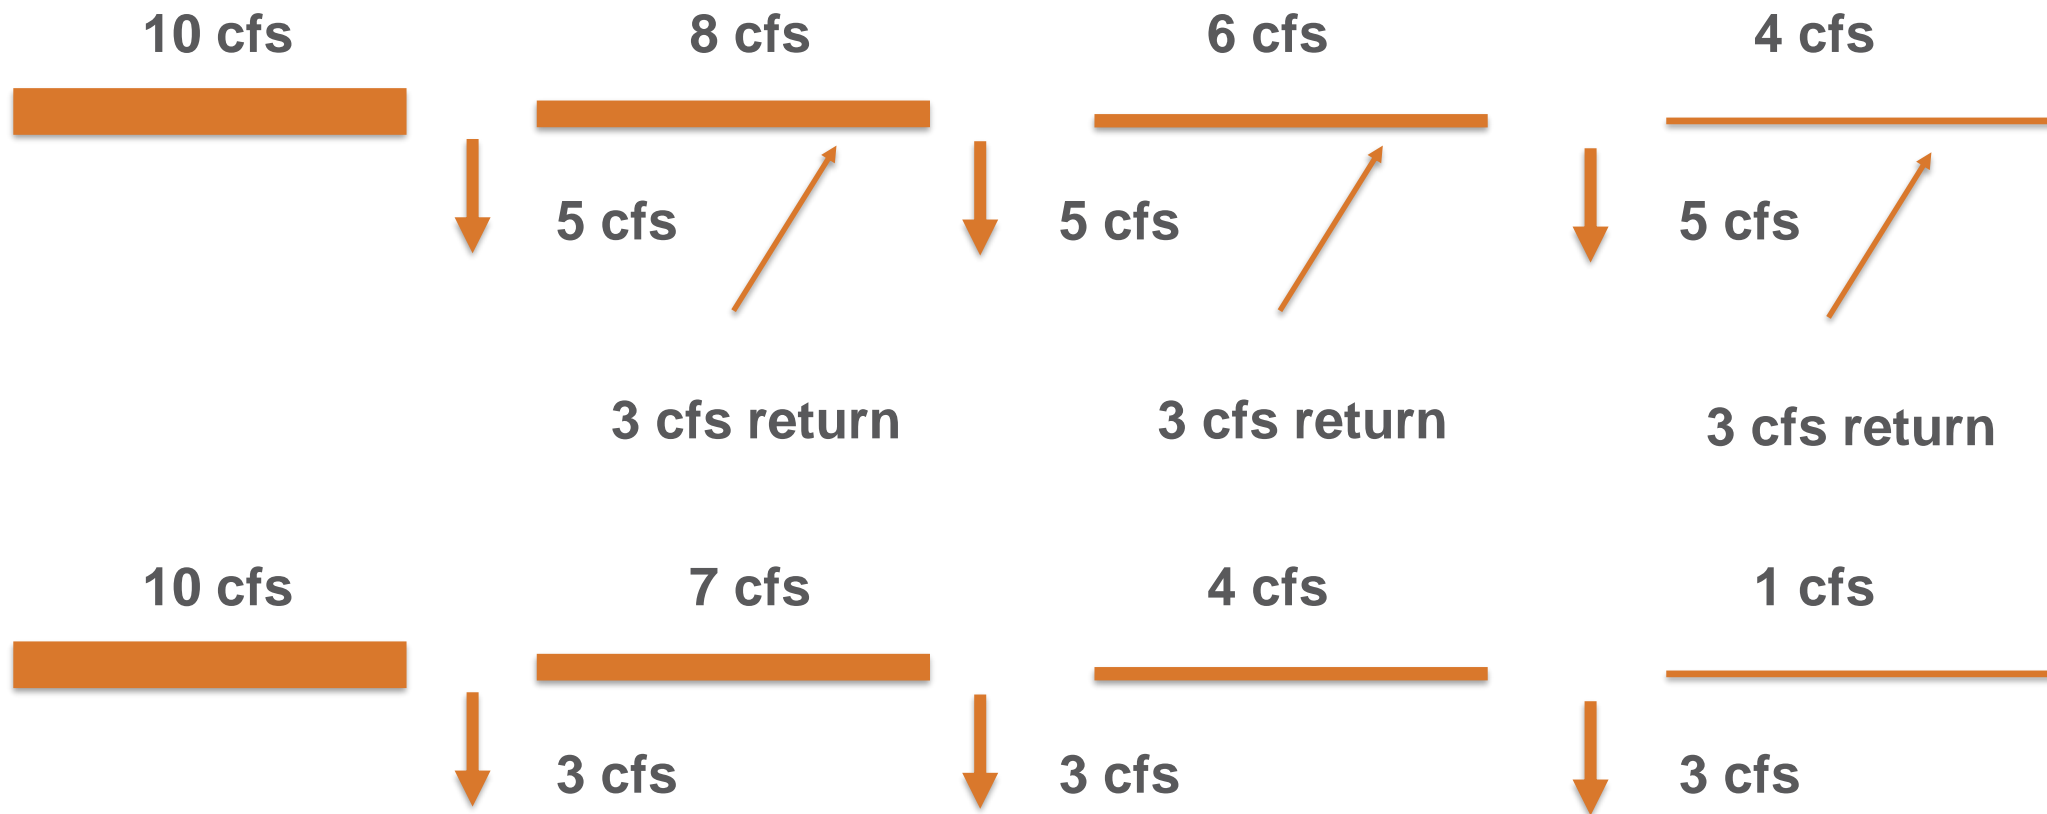 10 cfs 8 cfs 6 cfs 4 cfs
5 cfs 5 cfs 5 cfs
3 cfs return 3 cfs return 3 cfs return
10 cfs 7 cfs 4 cfs 1 cfs
3 cfs 3 cfs 3 cfs